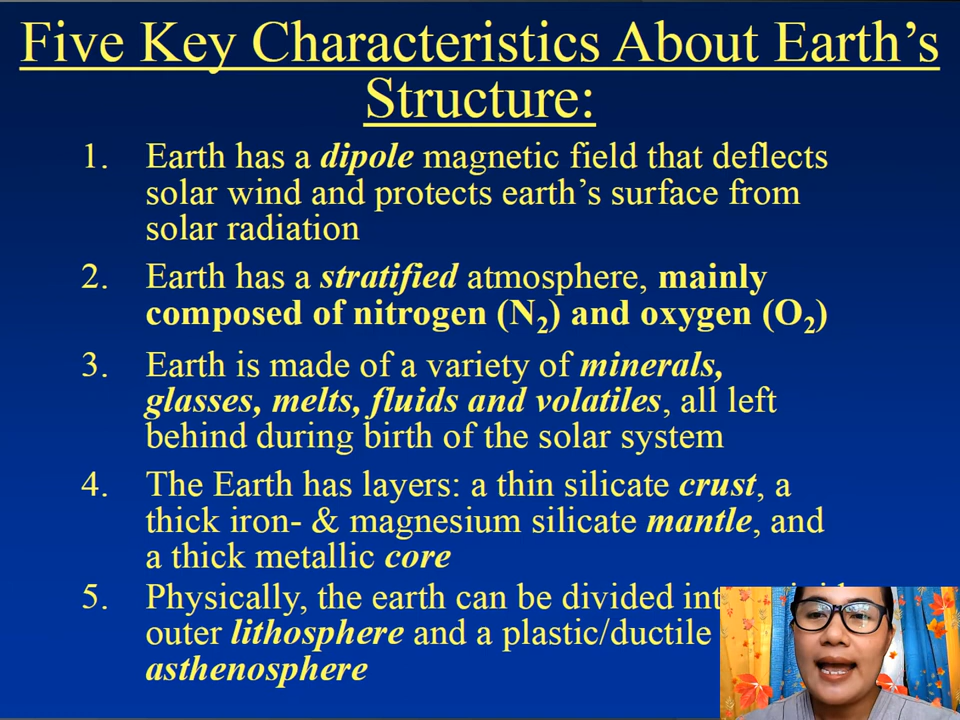 Five Key Characteristics About Earth's
Structure:
1. Earth has a dipole magnetic field that deflects
solar wind and protects earth's surface from
solar radiation
2. Earth has a stratified atmosphere, mainly
composed of nitrogen (N₂) and oxygen (O₂)
3. Earth is made of a variety of minerals,
glasses, melts, fluids and volatiles, all left
behind during birth of the solar system
4. The Earth has layers: a thin silicate crust, a
thick iron- & magnesium silicate mantle, and
a thick metallic core
5. Physically, the earth can be divided
outer lithosphere and a plastic/ductile
asthenosphere